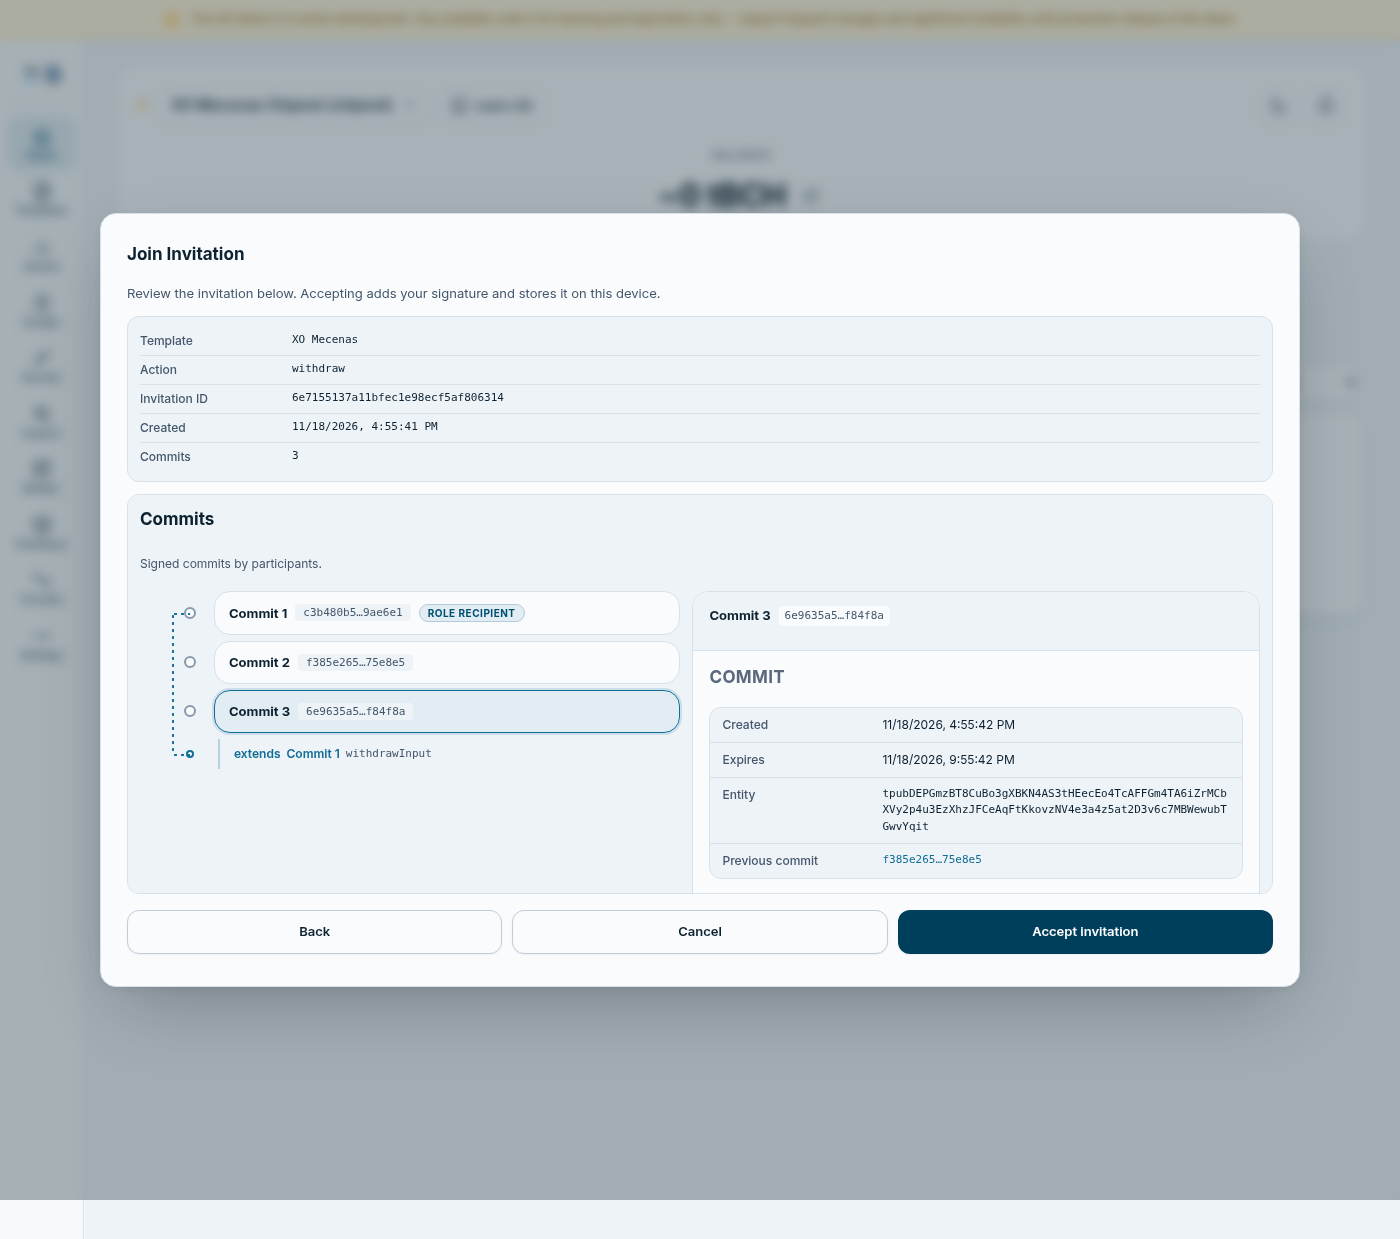 Join Invitation
Review the invitation below. Accepting adds your signature and stores it on this device.
Template XO Mecenas
Action withdraw
Invitation ID 6e7155137a11bfec1e98ecf5af806314
Created 11/18/2026, 4:55:41 PM
Commits 3
Commits
Signed commits by participants.
Commit 1 c3b480b5…9ae6e1 ROLE RECIPIENT
Commit 2 f385e265…75e8e5
Commit 3 6e9635a5…f84f8a
extends Commit 1 withdrawInput
Commit 3 6e9635a5…f84f8a
COMMIT
Created 11/18/2026, 4:55:42 PM
Expires 11/18/2026, 9:55:42 PM
Entity tpubDEPGmzBT8CuBo3gXBKN4AS3tHEecEo4TcAFFGm4TA6iZrMCb
XVy2p4u3EzXhzJFCeAqFtKkovzNV4e3a4z5at2D3v6c7MBWewubT
GwvYqit
Previous commit f385e265…75e8e5
Back
Cancel
Accept invitation